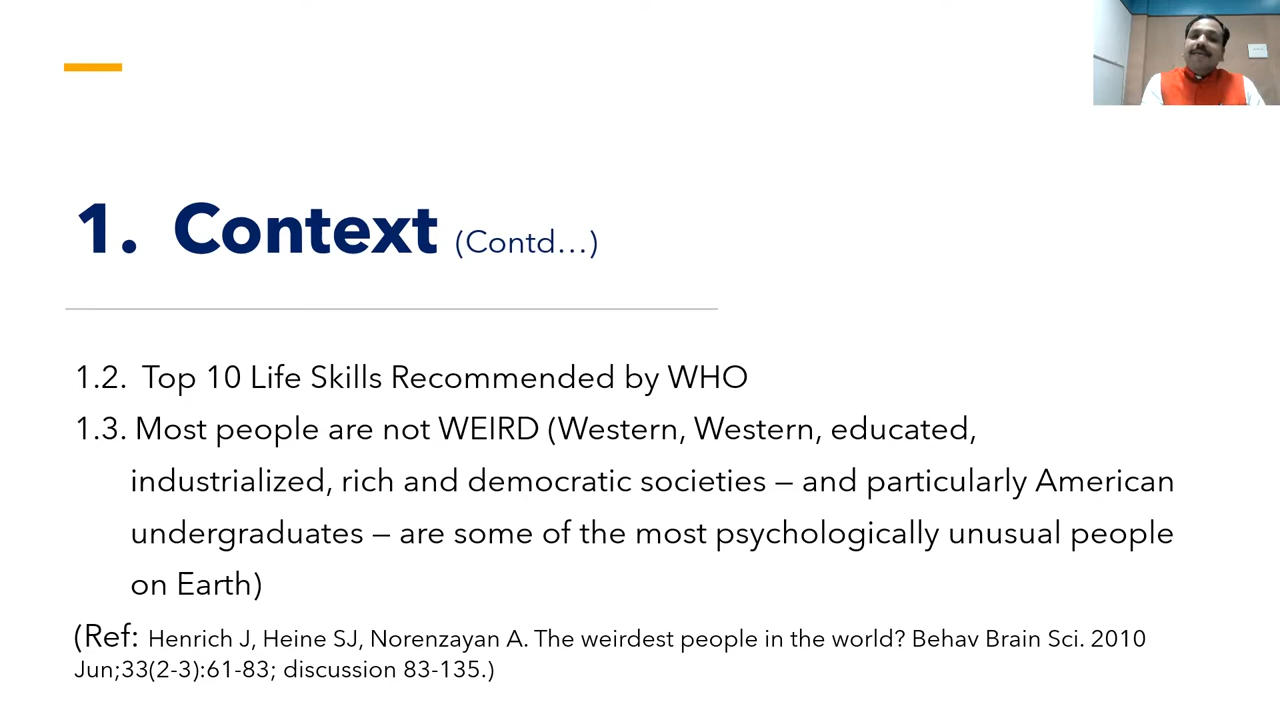 1. Context (Contd...)
1.2. Top 10 Life Skills Recommended by WHO
1.3. Most people are not WEIRD (Western, Western, educated,
industrialized, rich and democratic societies – and particularly American
undergraduates – are some of the most psychologically unusual people
on Earth)
(Ref: Henrich J, Heine SJ, Norenzayan A. The weirdest people in the world? Behav Brain Sci. 2010
Jun;33(2-3):61-83; discussion 83-135.)